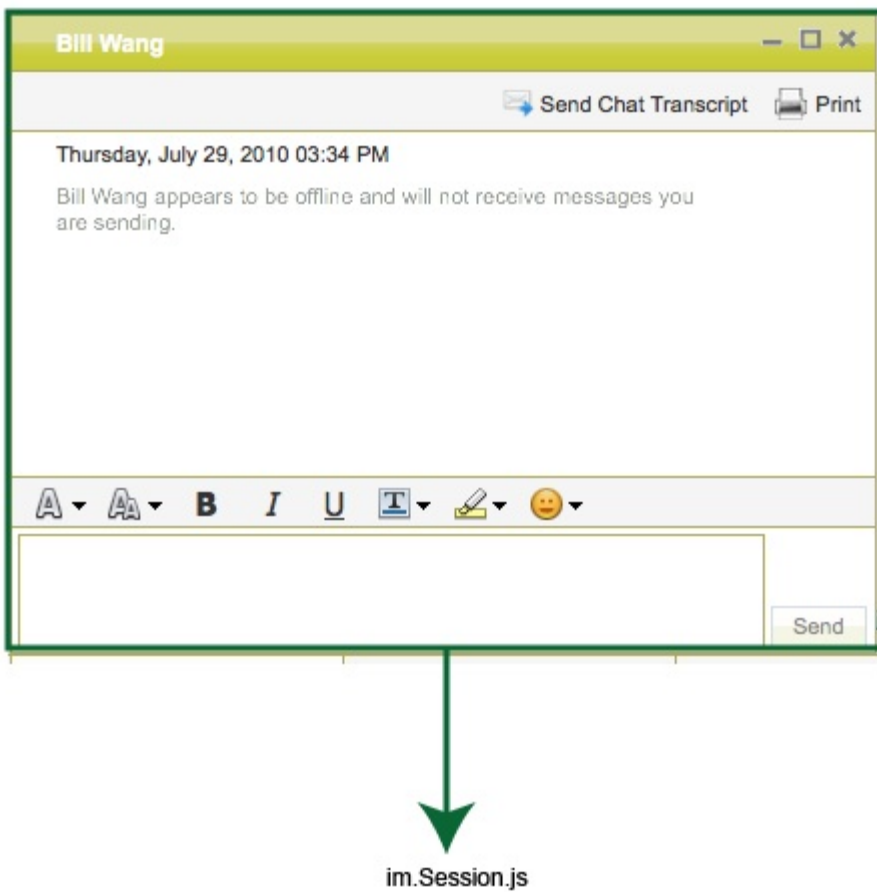 Bill Wang
Send Chat Transcript Print
Thursday, July 29, 2010 03:34 PM
Bill Wang appears to be offline and will not receive messages you
are sending.
B I U T
Send
im.Session.js